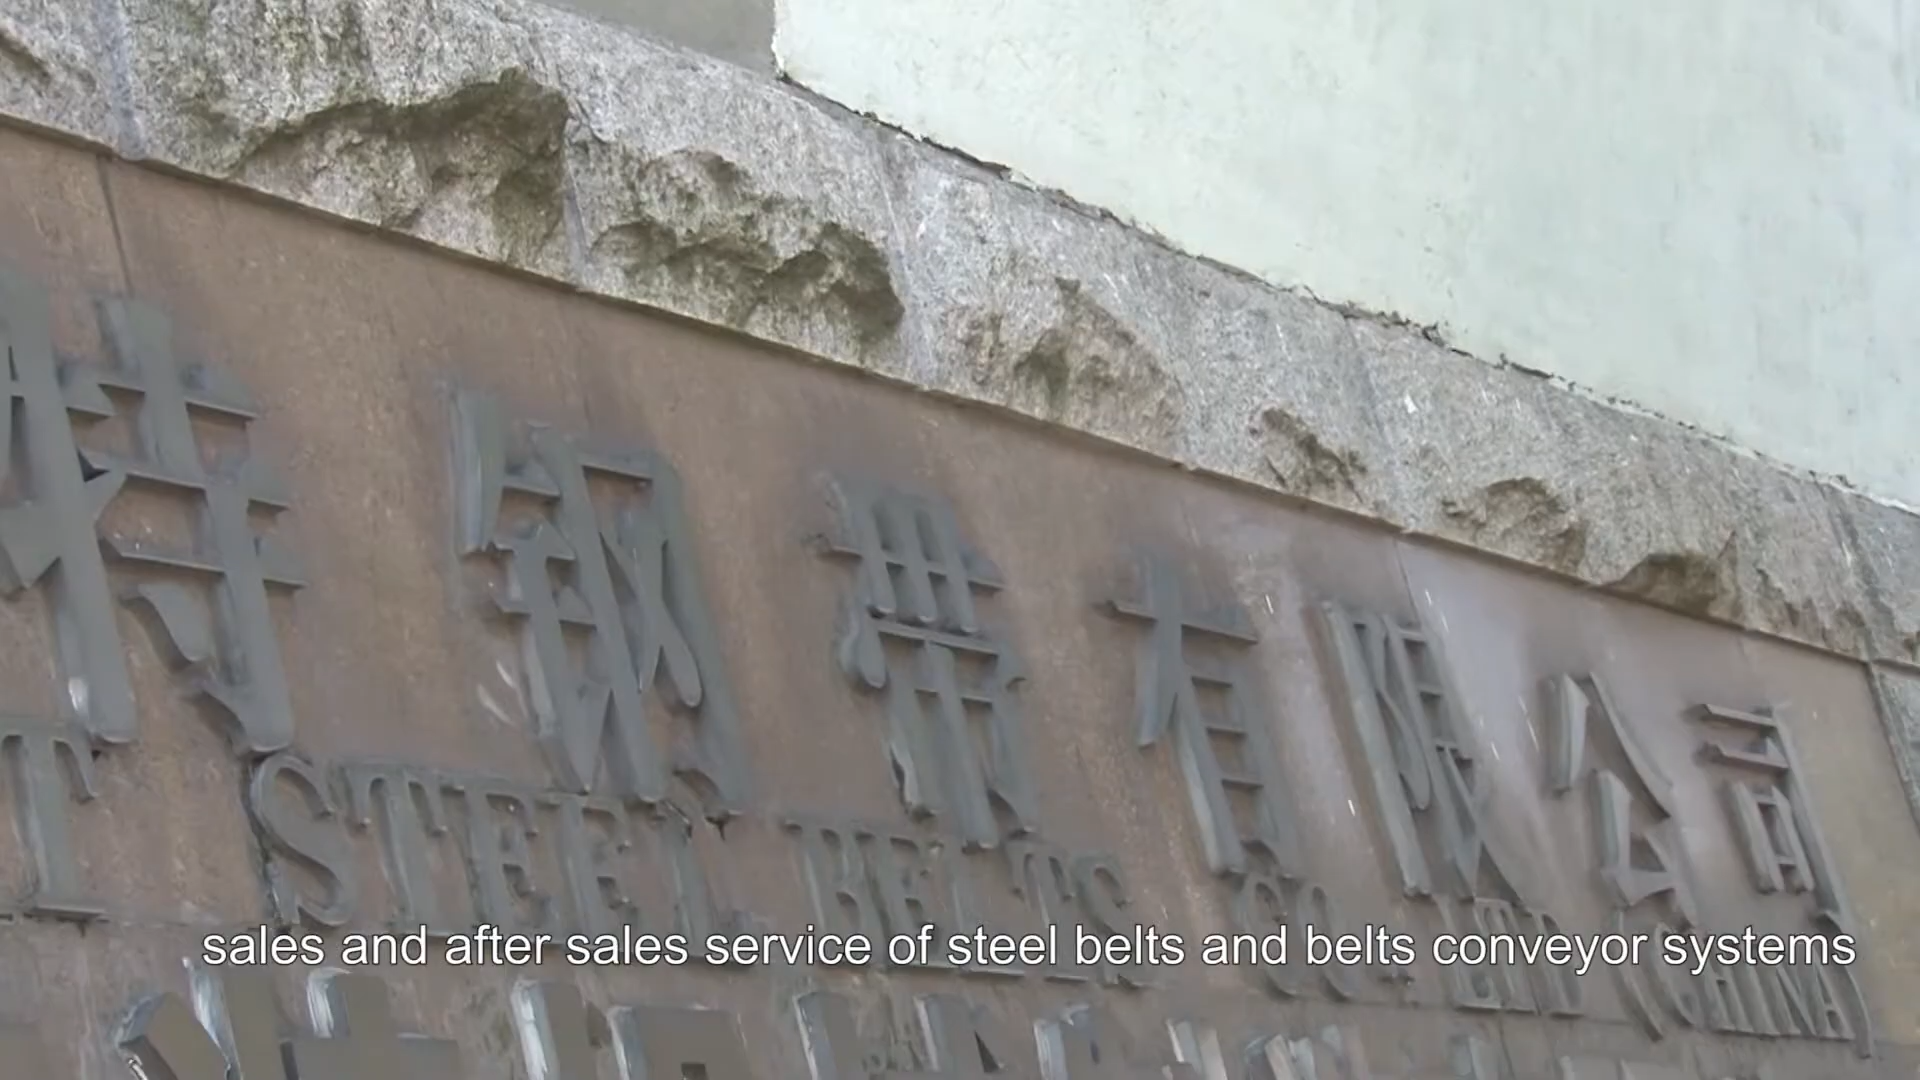 特钢带有限公司
T STEEL BELTS CO., LTD (CHINA)
sales and after sales service of steel belts and belts conveyor systems